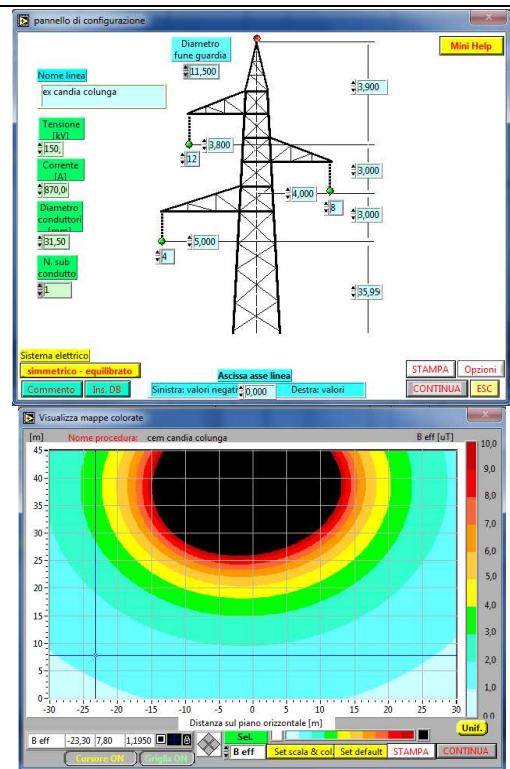 pannello di configurazione
Diametro
fune guardia
11,500
Mini Help
Nome linea
ex candia colunga
3,900
Tensione
[kV]
150,
3,800
12
Corrente
[A]
870,0
3,000
4,000
8
Diametro
conduttori
[mm]
31,50
3,000
5,000
4
N. sub
condutto
1
35,95
Sistema elettrico
simmetrico - equilibrato
Ascissa asse linea
STAMPA
Opzioni
Commento
Ins. DB
Sinistra: valori negati
0,000
Destra: valori
CONTINUA
ESC
Visualizza mappe colorate
[m]
Nome procedura: cem candia colunga
B eff [uT]
45
40
35
30
25
20
15
10
5
0
-30 -25 -20 -15 -10 -5 0 5 10 15 20 25 30
10,0
9,0
8,0
7,0
6,0
5,0
4,0
3,0
2,0
1,0
0,0
Distanza sul piano orizzontale [m]
Unif.
B eff -23,30 7,80 1,1950
Sel.
B eff
Set scala & col.
Set default
STAMPA
CONTINUA
Cursore ON
Griglia ON